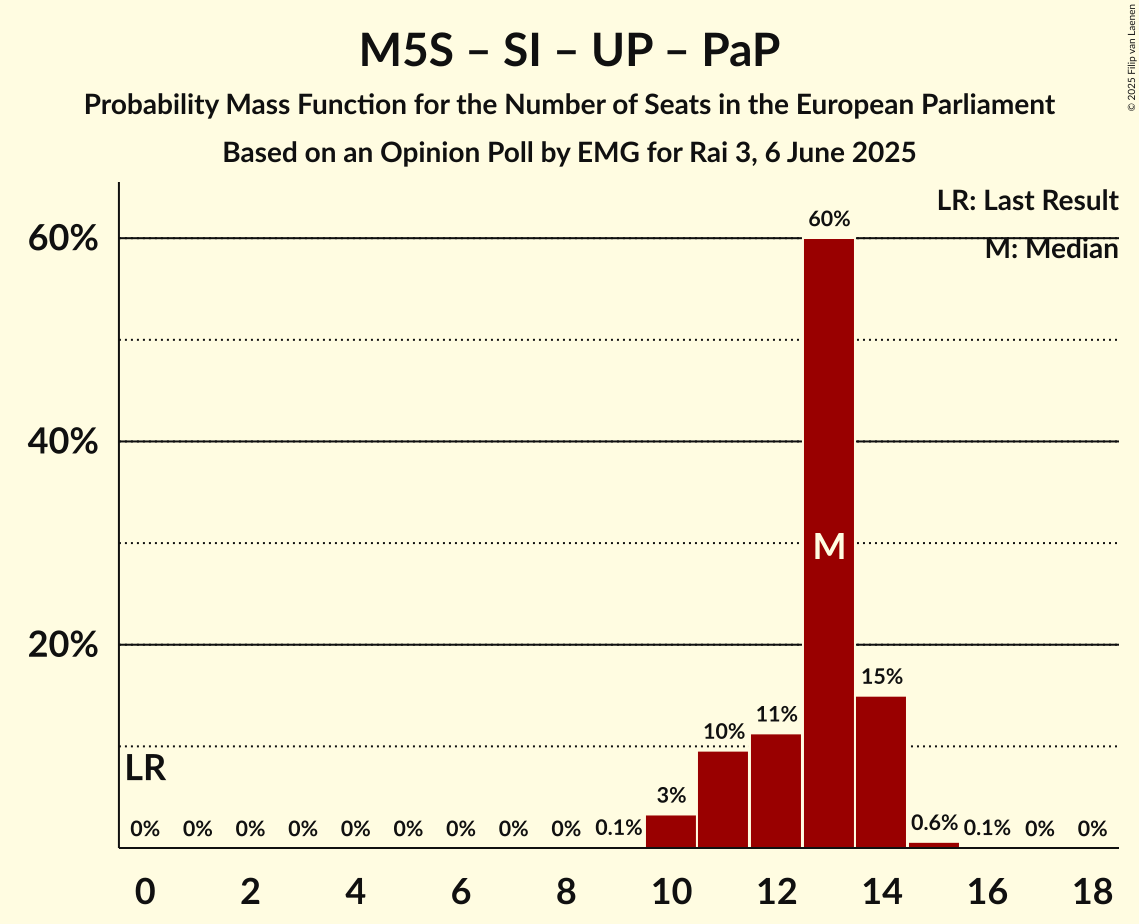 M5S – SI – UP – PaP
Probability Mass Function for the Number of Seats in the European Parliament
Based on an Opinion Poll by EMG for Rai 3, 6 June 2025
© 2025 Filip van Laenen
LR: Last Result
M: Median
60%
40%
20%
60%
M
15%
11%
10%
3%
LR
0% 0% 0% 0% 0% 0% 0% 0% 0% 0.1% 0.6% 0.1% 0% 0%
0 2 4 6 8 10 12 14 16 18